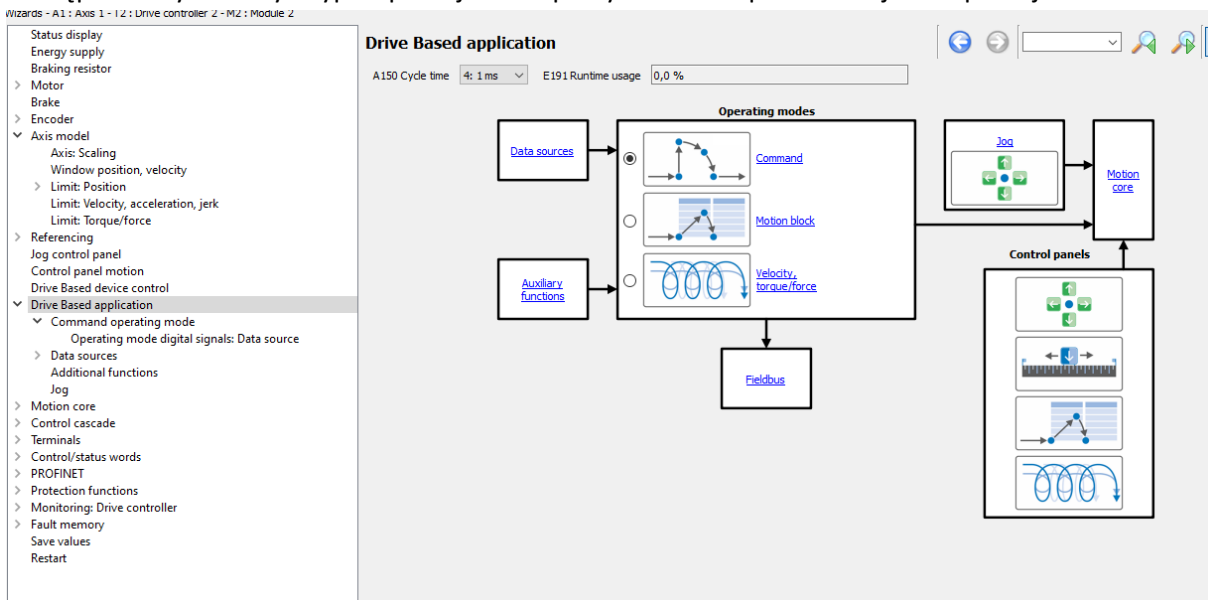 Wizards - A1 : Axis 1 - T2 : Drive controller 2 - M2 : Module 2
Status display
Energy supply
Braking resistor
Motor
Brake
Encoder
Axis model
Axis: Scaling
Window position, velocity
Limit: Position
Limit: Velocity, acceleration, jerk
Limit: Torque/force
Referencing
Jog control panel
Control panel motion
Drive Based device control
Drive Based application
Command operating mode
Operating mode digital signals: Data source
Data sources
Additional functions
Jog
Motion core
Control cascade
Terminals
Control/status words
PROFINET
Protection functions
Monitoring: Drive controller
Fault memory
Save values
Restart
Drive Based application
A150 Cycle time 4: 1 ms E191 Runtime usage 0,0 %
Operating modes
Data sources
Command
Motion block
Auxiliary
functions
Velocity,
torque/force
Fieldbus
Jog
Motion
core
Control panels